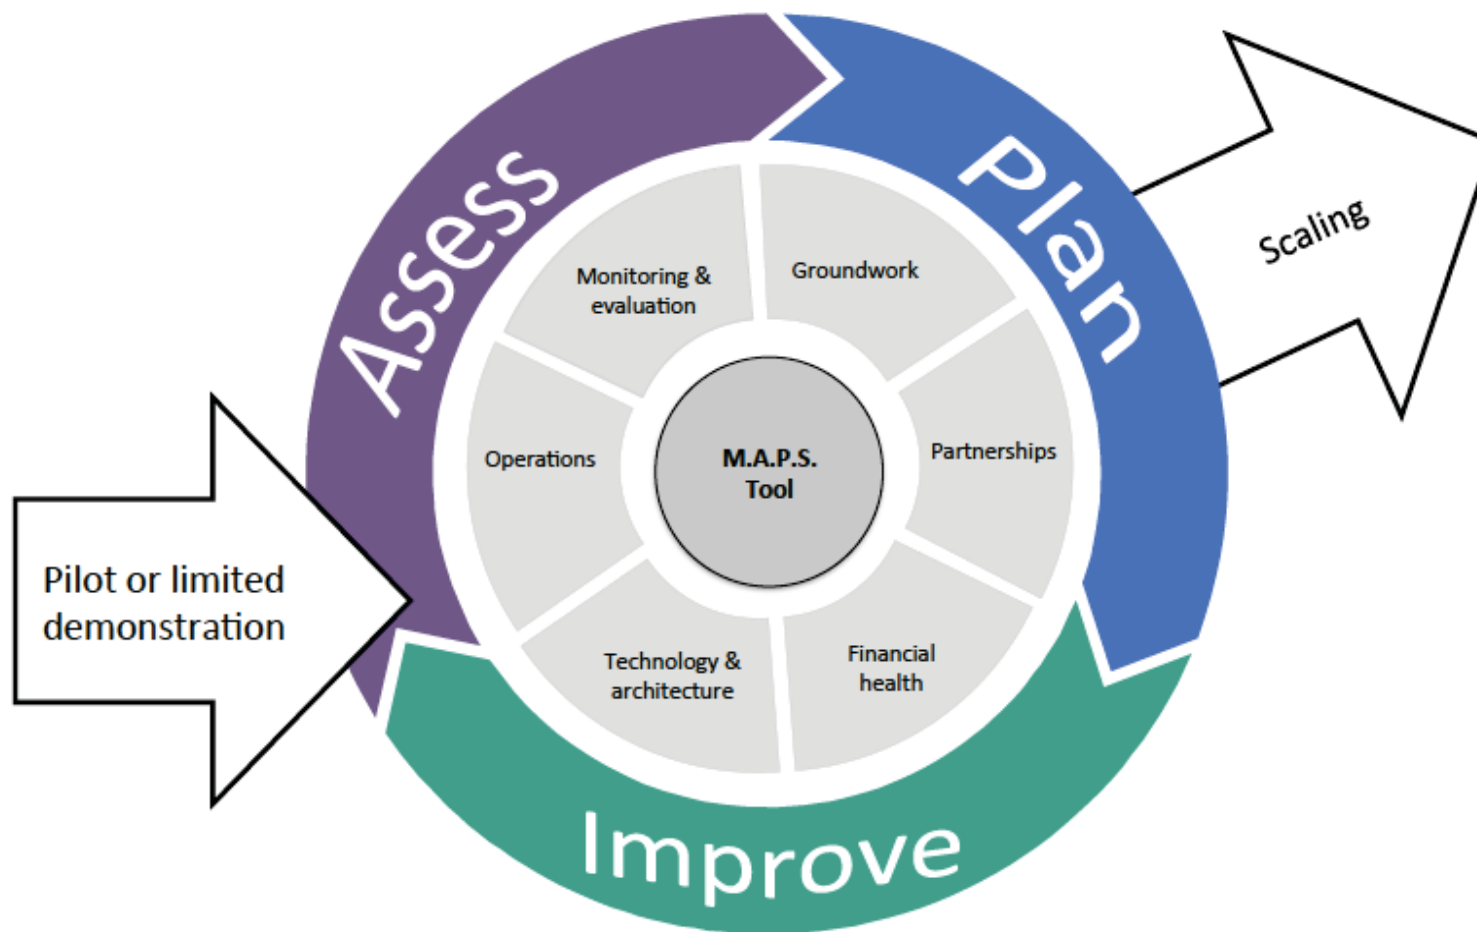 Assess
Plan
Scaling
Monitoring &
evaluation
Groundwork
Operations
M.A.P.S.
Tool
Partnerships
Pilot or limited
demonstration
Technology &
architecture
Financial
health
Improve